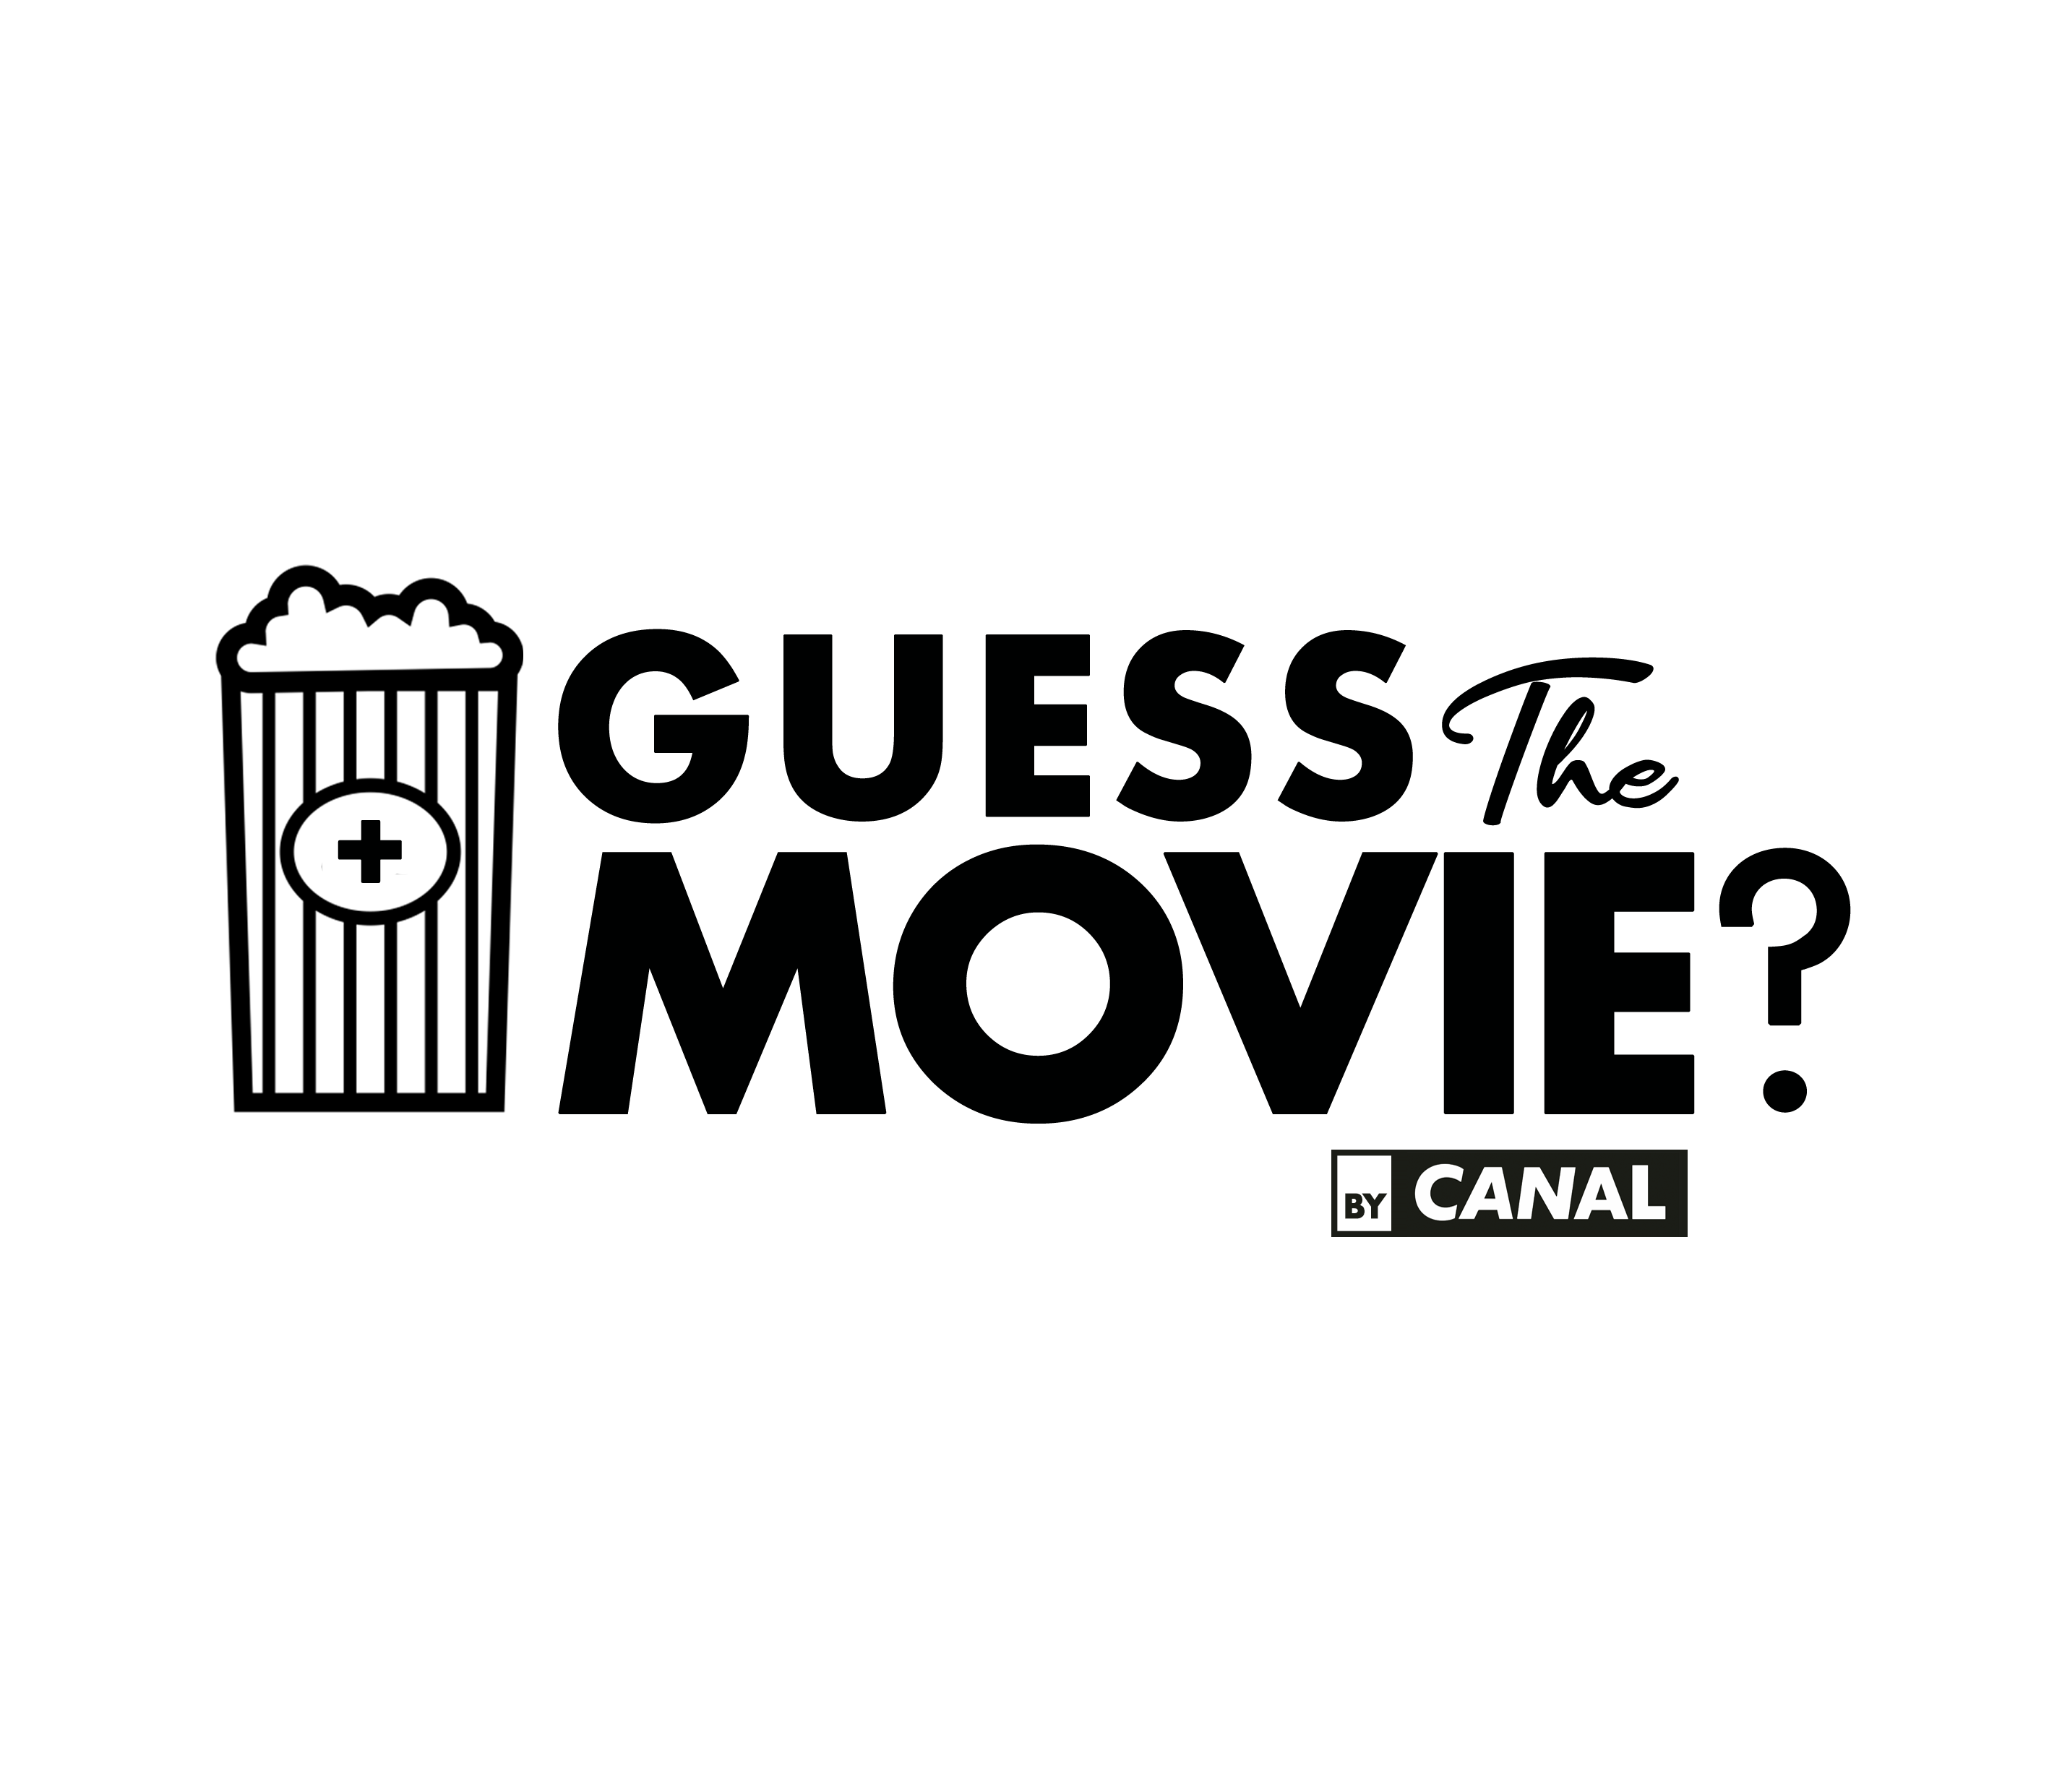 GUESS The
MOVIE?
BY CANAL
+